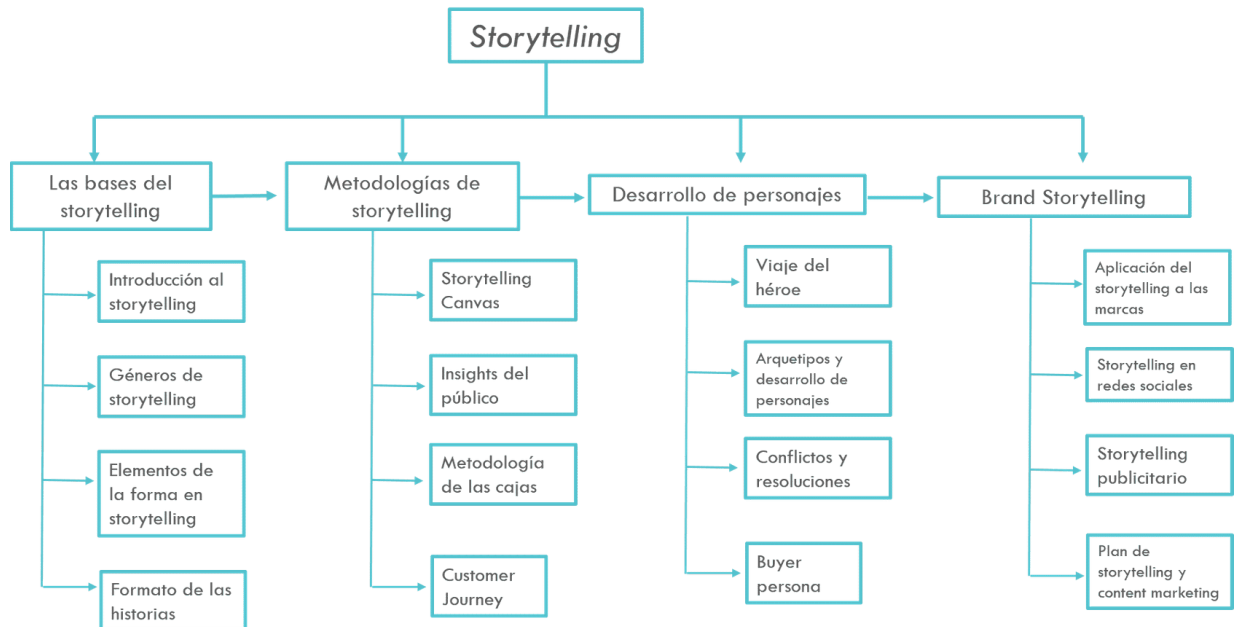 Storytelling
Las bases del
storytelling
Metodologías de
storytelling
Desarrollo de personajes
Brand Storytelling
Introducción al
storytelling
Géneros de
storytelling
Elementos de
la forma en
storytelling
Formato de las
historias
Storytelling
Canvas
Insights del
público
Metodología
de las cajas
Customer
Journey
Viaje del
héroe
Arquetipos y
desarrollo de
personajes
Conflictos y
resoluciones
Buyer
persona
Aplicación del
storytelling a las
marcas
Storytelling en
redes sociales
Storytelling
publicitario
Plan de
storytelling y
content marketing